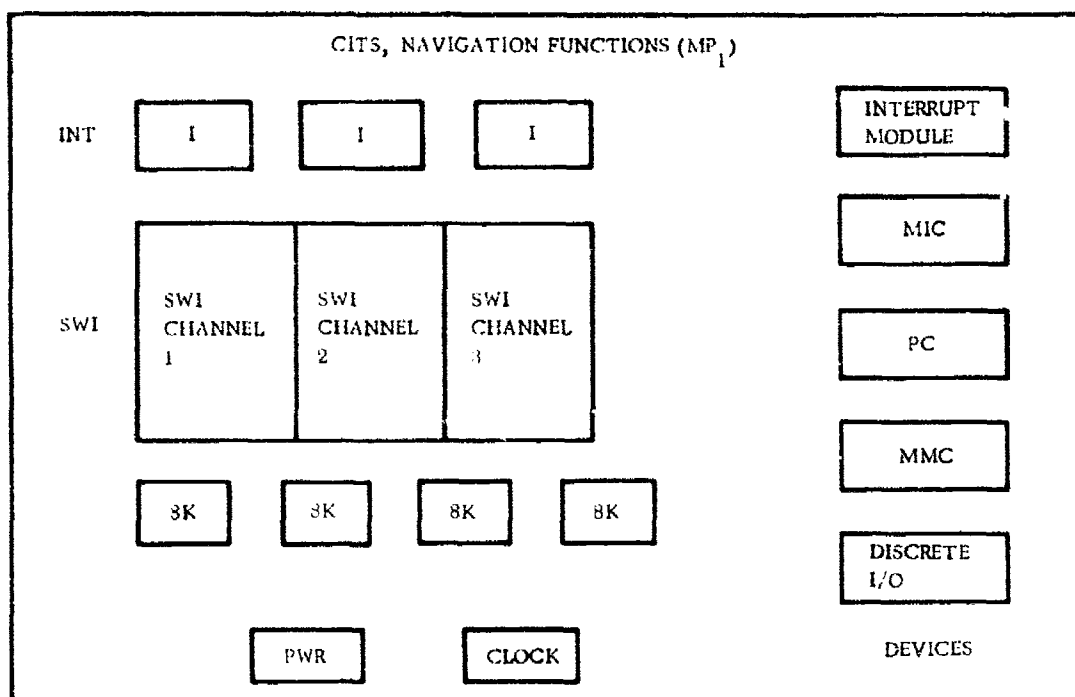 CITS, NAVIGATION FUNCTIONS (MP1)
INT
I
I
I
INTERRUPT
MODULE
MIC
SWI
SWI
CHANNEL
1
SWI
CHANNEL
2
SWI
CHANNEL
3
PC
MMC
8K
8K
8K
8K
DISCRETE
I/O
PWR
CLOCK
DEVICES